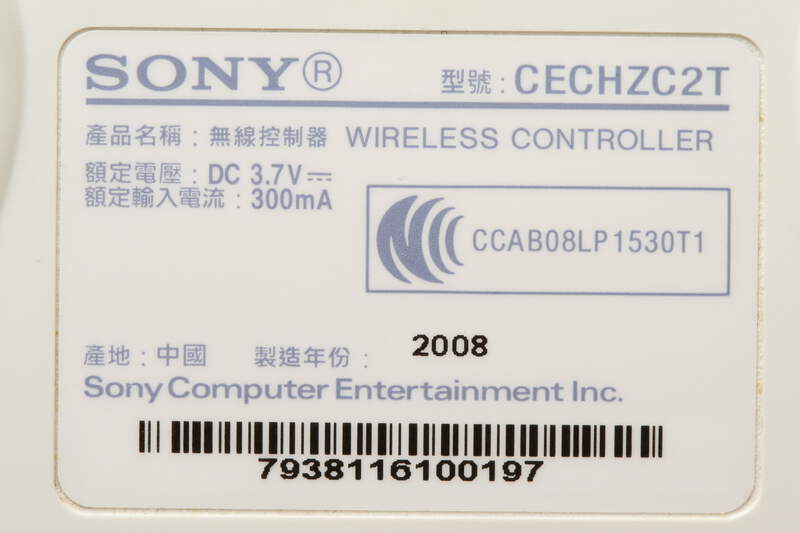 SONY® 型號 : CECHZC2T
產品名稱 : 無線控制器 WIRELESS CONTROLLER
額定電壓 : DC 3.7V⎓
額定輸入電流 : 300mA
CCAB08LP1530T1
產地 : 中國 製造年份 : 2008
Sony Computer Entertainment Inc.
7938116100197